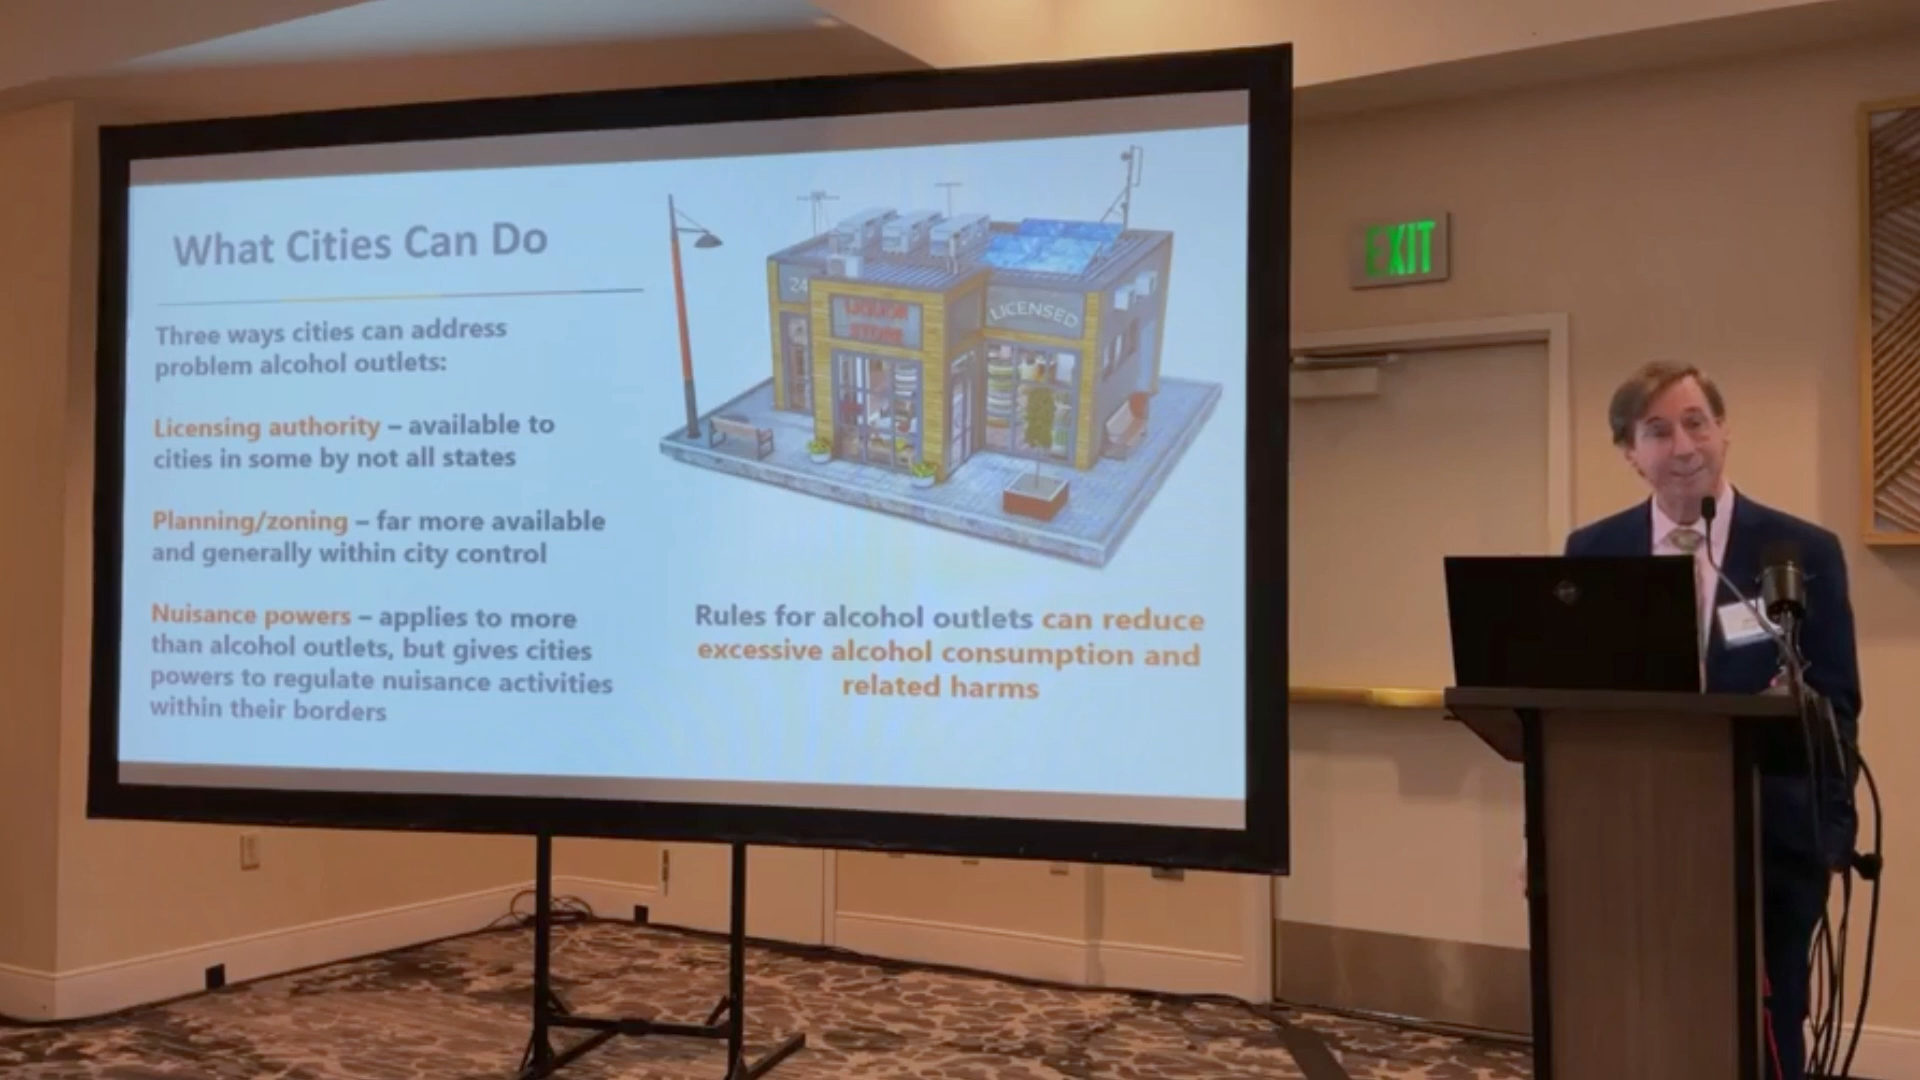 What Cities Can Do
Three ways cities can address
problem alcohol outlets:
Licensing authority – available to
cities in some by not all states
Planning/zoning – far more available
and generally within city control
Nuisance powers – applies to more
than alcohol outlets, but gives cities
powers to regulate nuisance activities
within their borders
24
LIQUOR
STORE
LICENSED
Rules for alcohol outlets can reduce
excessive alcohol consumption and
related harms
EXIT